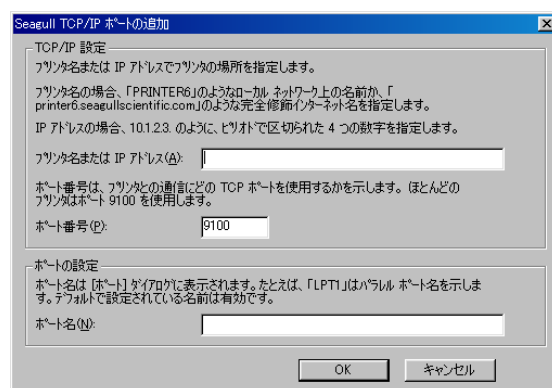 Seagull TCP/IP ﾎﾟｰﾄの追加
TCP/IP 設定
ﾌﾟﾘﾝﾀ名または IP ｱﾄﾞﾚｽでﾌﾟﾘﾝﾀの場所を指定します。
ﾌﾟﾘﾝﾀ名の場合、「PRINTER6」のようなﾛｰｶﾙ ﾈｯﾄﾜｰｸ上の名前か、「
printer6.seagullscientific.com」のような完全修飾ｲﾝﾀｰﾈｯﾄ名を指定します。
IP ｱﾄﾞﾚｽの場合、10.1.2.3. のように、ﾋﾟﾘｵﾄﾞで区切られた 4 つの数字を指定します。
ﾌﾟﾘﾝﾀ名または IP ｱﾄﾞﾚｽ(A):
ﾎﾟｰﾄ番号は、ﾌﾟﾘﾝﾀとの通信にどの TCP ﾎﾟｰﾄを使用するかを示します。ほとんどの
ﾌﾟﾘﾝﾀはﾎﾟｰﾄ 9100 を使用します。
ﾎﾟｰﾄ番号(P): 9100
ﾎﾟｰﾄの設定
ﾎﾟｰﾄ名は [ﾎﾟｰﾄ] ﾀﾞｲｱﾛｸﾞに表示されます。たとえば、「LPT1」はﾊﾟﾗﾚﾙ ﾎﾟｰﾄ名を示しま
す。ﾃﾞﾌｫﾙﾄで設定されている名前は有効です。
ﾎﾟｰﾄ名(N):
OK ｷｬﾝｾﾙ